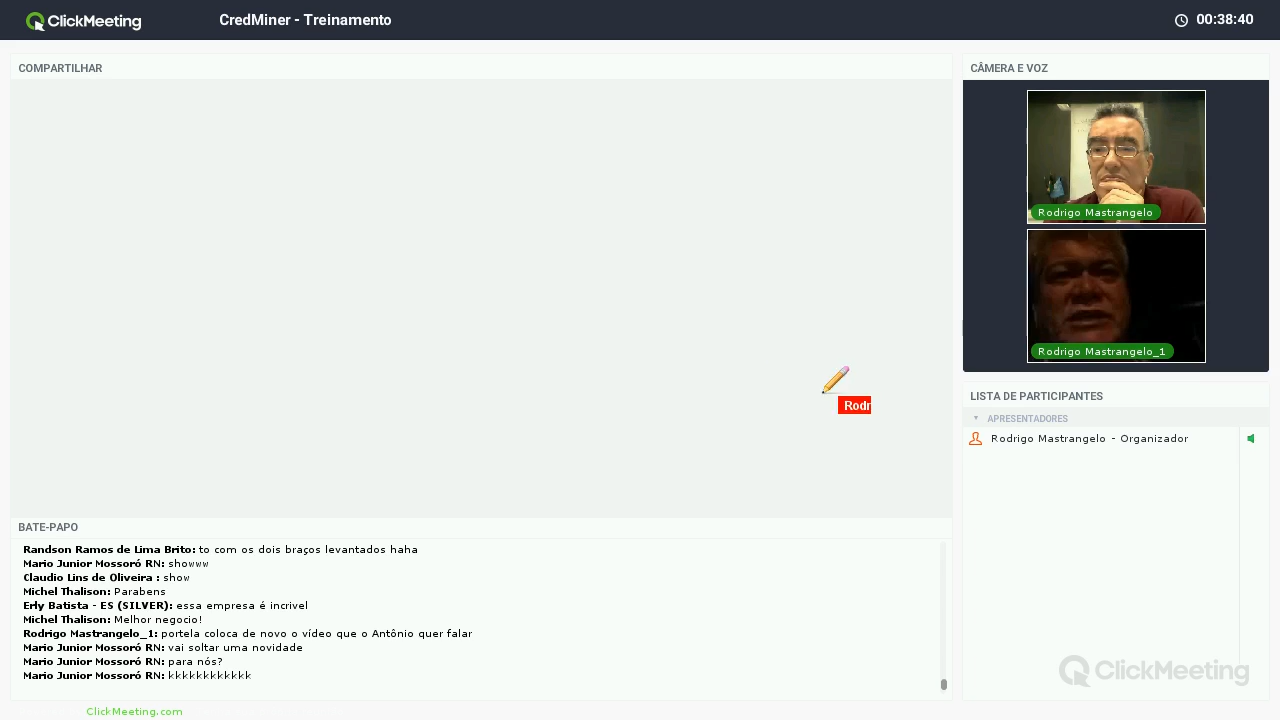 ClickMeeting
CredMiner - Treinamento
00:38:40
COMPARTILHAR
CÂMERA E VOZ
Rodrigo Mastrangelo
Rodrigo Mastrangelo_1
Rodr
LISTA DE PARTICIPANTES
APRESENTADORES
Rodrigo Mastrangelo - Organizador
BATE-PAPO
Randson Ramos de Lima Brito: to com os dois braços levantados haha
Mario Junior Mossoró RN: showww
Claudio Lins de Oliveira : show
Michel Thalison: Parabens
Erly Batista - ES (SILVER): essa empresa é incrivel
Michel Thalison: Melhor negocio!
Rodrigo Mastrangelo_1: portela coloca de novo o vídeo que o Antônio quer falar
Mario Junior Mossoró RN: vai soltar uma novidade
Mario Junior Mossoró RN: para nós?
Mario Junior Mossoró RN: kkkkkkkkkkkk
ClickMeeting
ClickMeeting.com